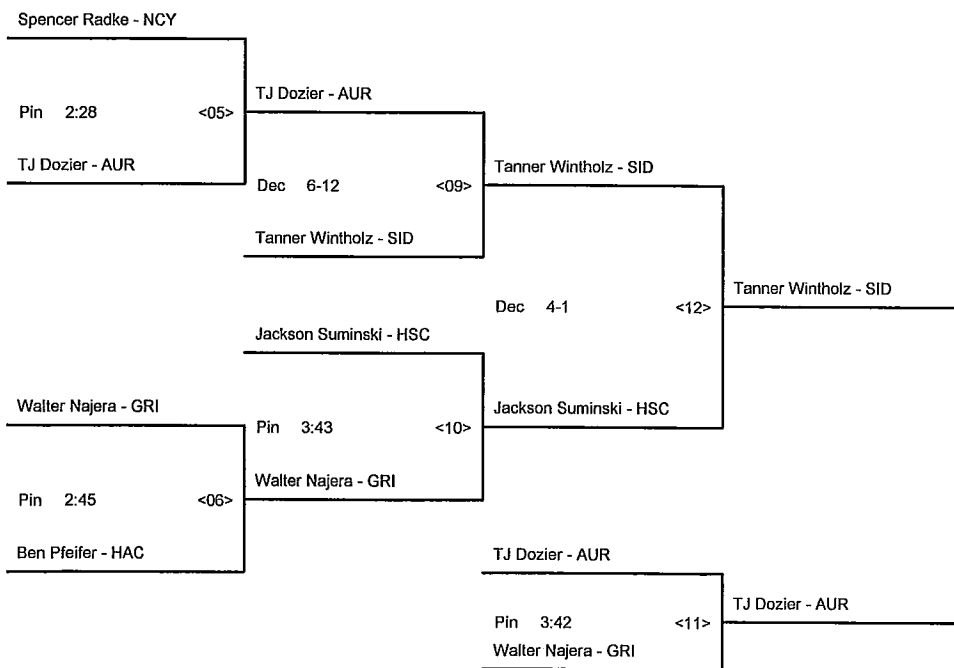 Spencer Radke - NCY
Pin 2:28 <05>
TJ Dozier - AUR
TJ Dozier - AUR
Dec 6-12 <09>
Tanner Wintholz - SID
Tanner Wintholz - SID
Dec 4-1 <12>
Tanner Wintholz - SID
Jackson Suminski - HSC
Walter Najera - GRI
Pin 3:43 <10>
Jackson Suminski - HSC
Walter Najera - GRI
Pin 2:45 <06>
Ben Pfeifer - HAC
TJ Dozier - AUR
Pin 3:42 <11>
TJ Dozier - AUR
Walter Najera - GRI